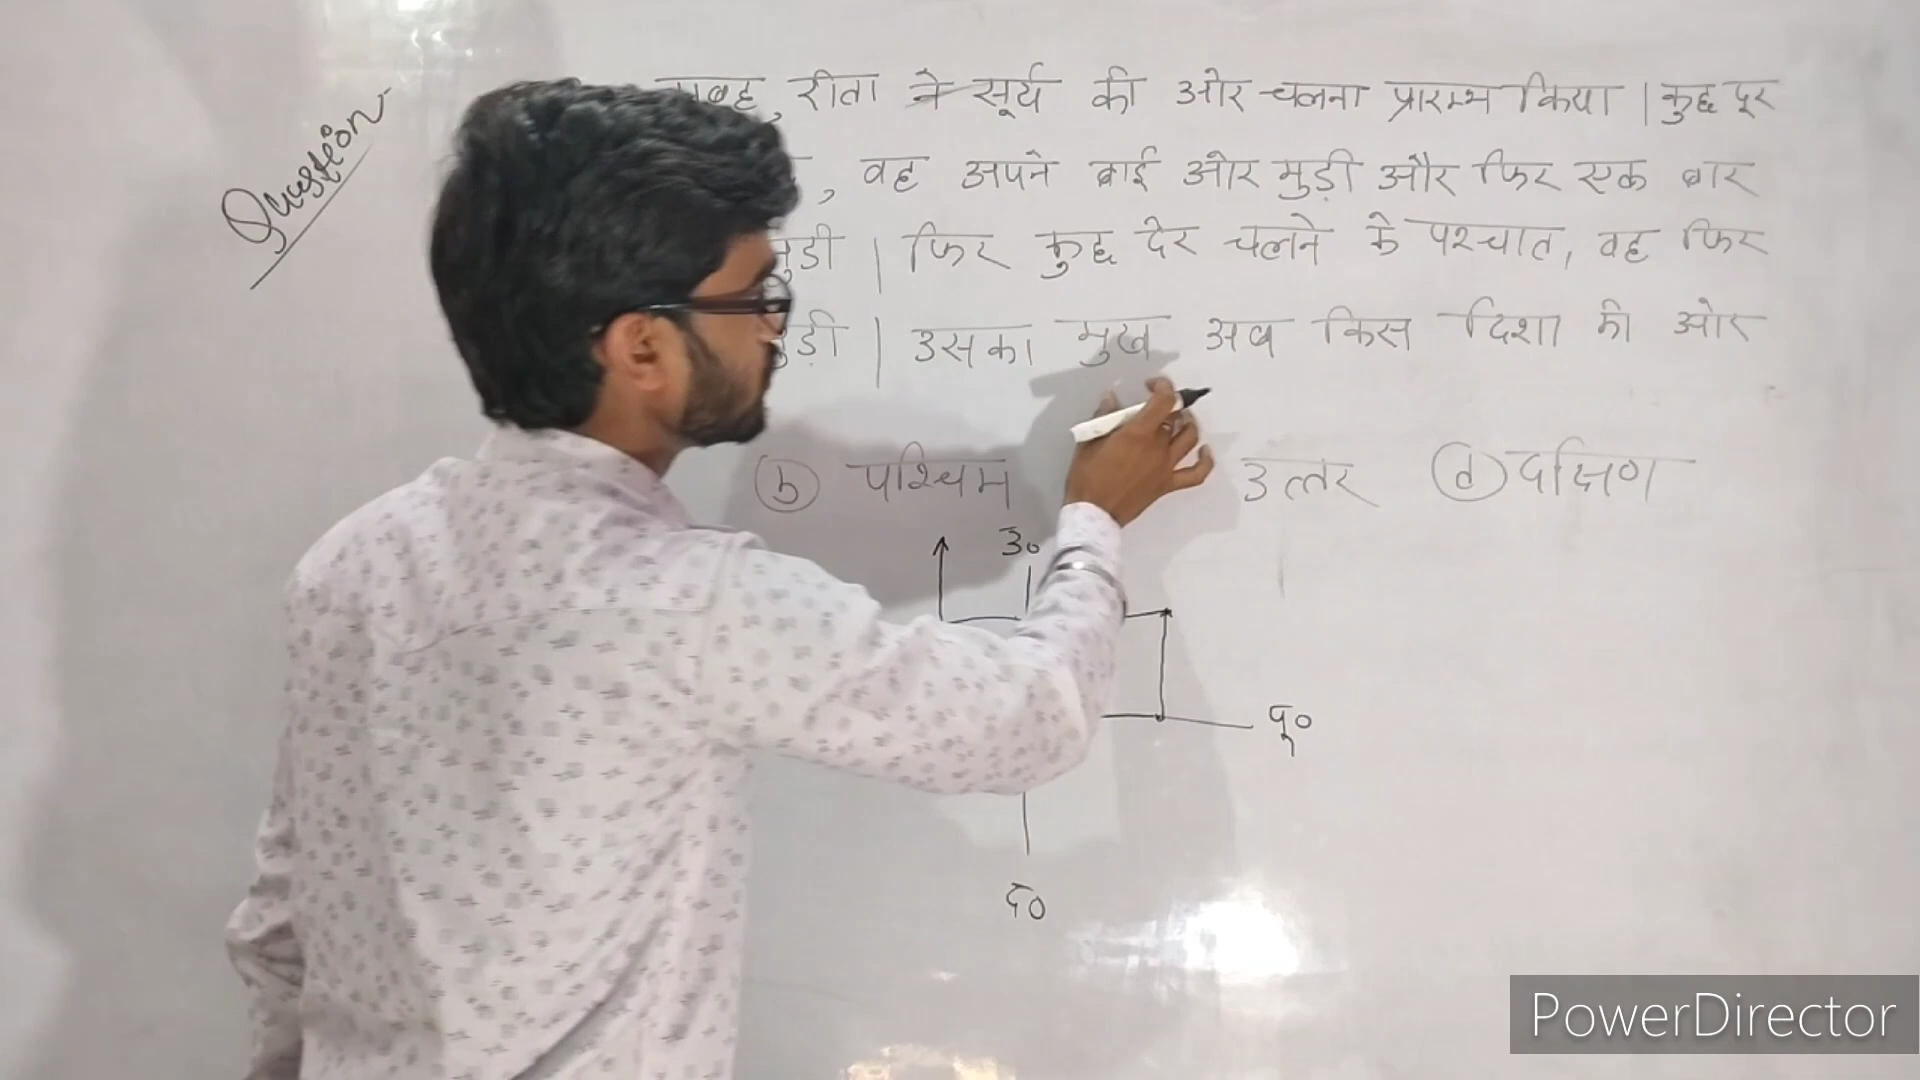 Question
रीता ने सूर्य की ओर चलना प्रारम्भ किया | कुछ दूर
, वह अपने बाई ओर मुड़ी और फिर एक बार
मुडी | फिर कुछ देर चलने के पश्चात, वह फिर
| उसका मुख अब किस दिशा की ओर
(b) पश्चिम उत्तर (d) दक्षिण
उ०
पू०
द०
PowerDirector